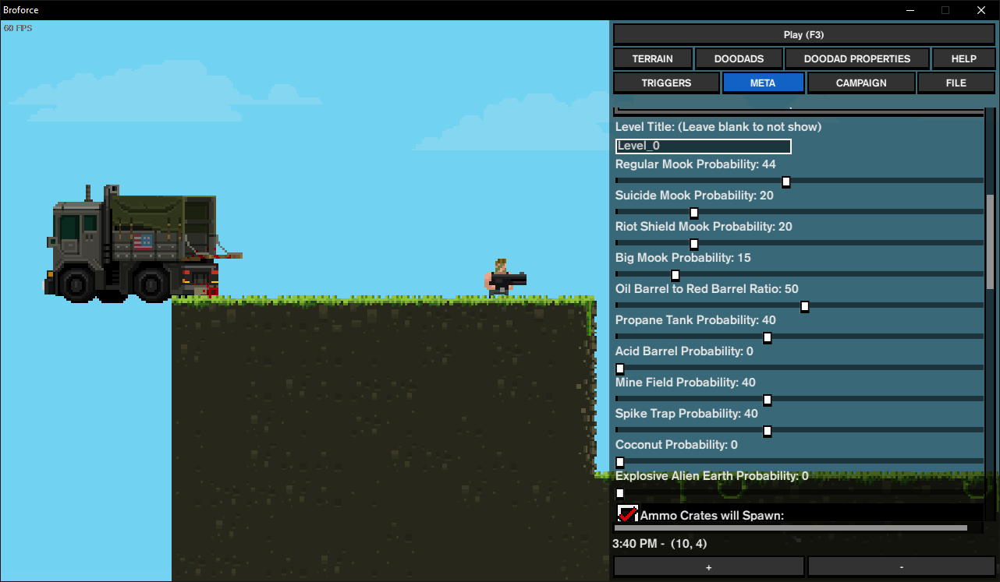 Broforce
60 FPS
Play (F3)
TERRAIN DOODADS DOODAD PROPERTIES HELP
TRIGGERS META CAMPAIGN FILE
Level Title: (Leave blank to not show)
Level_0
Regular Mook Probability: 44
Suicide Mook Probability: 20
Riot Shield Mook Probability: 20
Big Mook Probability: 15
Oil Barrel to Red Barrel Ratio: 50
Propane Tank Probability: 40
Acid Barrel Probability: 0
Mine Field Probability: 40
Spike Trap Probability: 40
Coconut Probability: 0
Explosive Alien Earth Probability: 0
Ammo Crates will Spawn:
3:40 PM - (10, 4)
+ -